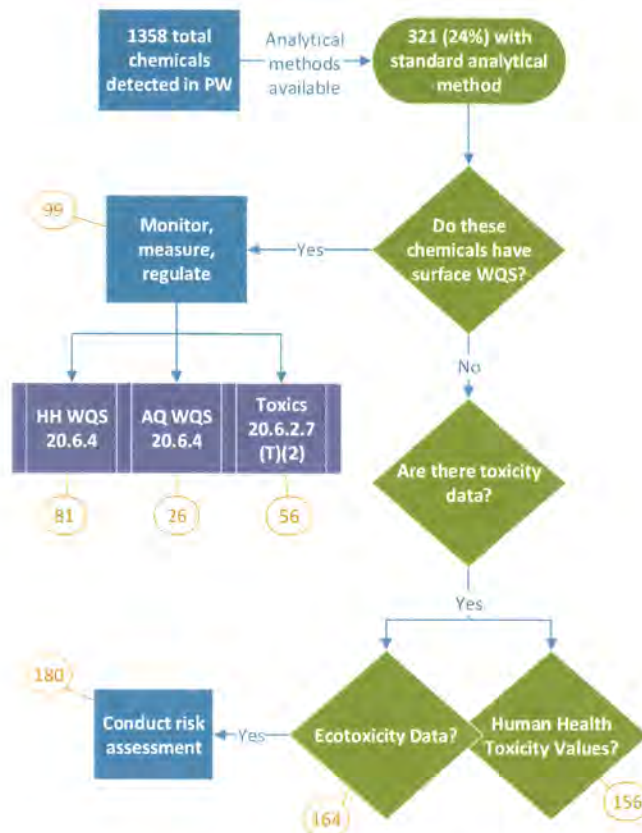 1358 total
chemicals
detected in PW
Analytical
methods
available
321 (24%) with
standard analytical
method
99
Monitor,
measure,
regulate
Yes
Do these
chemicals have
surface WQS?
No
HH WQS
20.6.4
AQ WQS
20.6.4
Toxics
20.6.2.7
(T)(2)
81
26
56
Are there toxicity
data?
Yes
180
Conduct risk
assessment
Yes
Ecotoxicity Data?
Human Health
Toxicity Values?
164
156